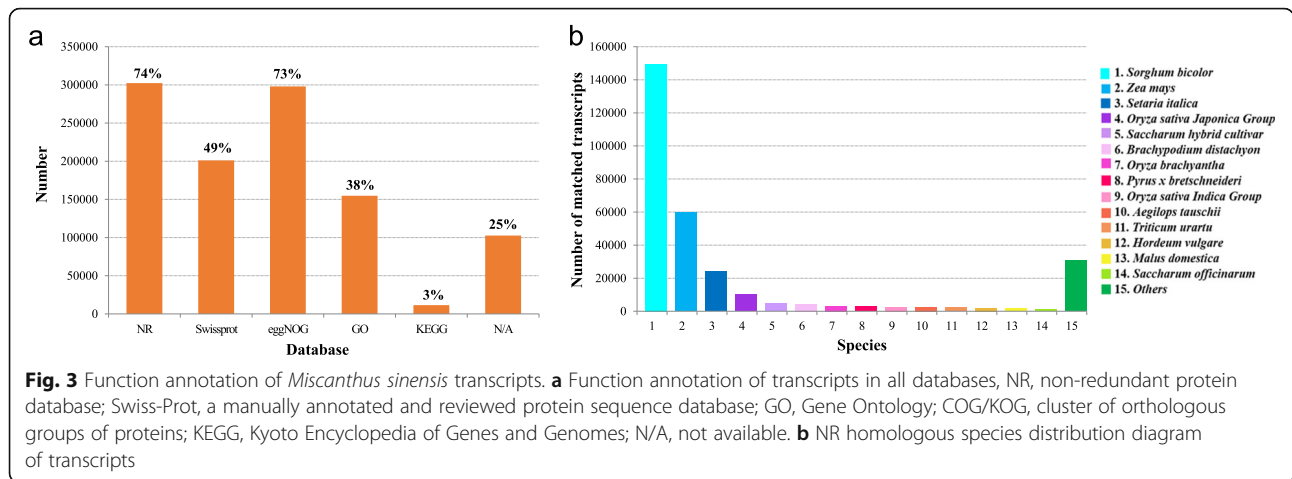 a
350000
300000
250000
200000
150000
100000
50000
0
Number
74%
49%
73%
38%
3%
25%
NR Swissprot eggNOG GO KEGG N/A
Database
b
160000
140000
120000
100000
80000
60000
40000
20000
0
Number of matched transcripts
1 2 3 4 5 6 7 8 9 10 11 12 13 14 15
Species
1. Sorghum bicolor
2. Zea mays
3. Setaria italica
4. Oryza sativa Japonica Group
5. Saccharum hybrid cultivar
6. Brachypodium distachyon
7. Oryza brachyantha
8. Pyrus x bretschneideri
9. Oryza sativa Indica Group
10. Aegilops tauschii
11. Triticum urartu
12. Hordeum vulgare
13. Malus domestica
14. Saccharum officinarum
15. Others
Fig. 3 Function annotation of Miscanthus sinensis transcripts. a Function annotation of transcripts in all databases, NR, non-redundant protein
database; Swiss-Prot, a manually annotated and reviewed protein sequence database; GO, Gene Ontology; COG/KOG, cluster of orthologous
groups of proteins; KEGG, Kyoto Encyclopedia of Genes and Genomes; N/A, not available. b NR homologous species distribution diagram
of transcripts